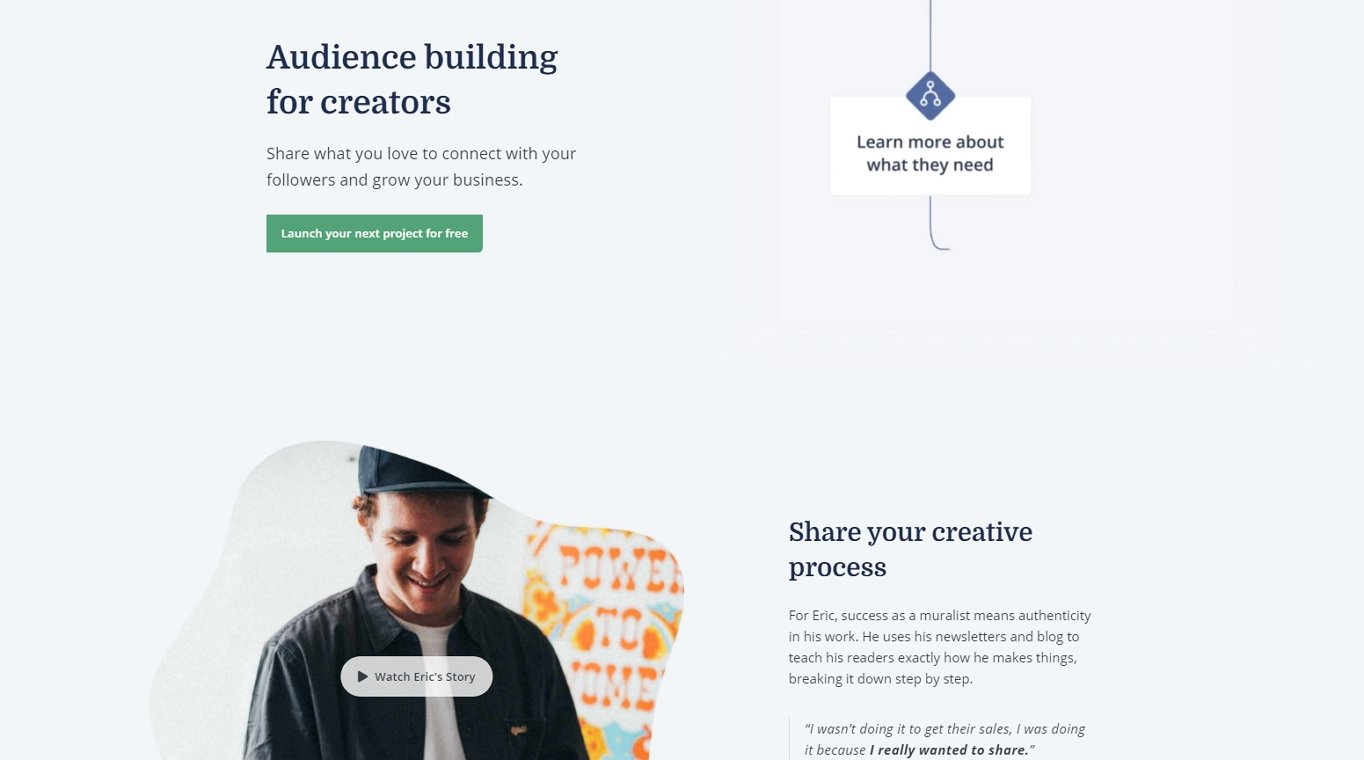 Audience building
for creators
Share what you love to connect with your
followers and grow your business.
Launch your next project for free
Learn more about
what they need
POWER
TO
Watch Eric's Story
Share your creative
process
For Eric, success as a muralist means authenticity
in his work. He uses his newsletters and blog to
teach his readers exactly how he makes things,
breaking it down step by step.
“I wasn’t doing it to get their sales, I was doing
it because I really wanted to share.”